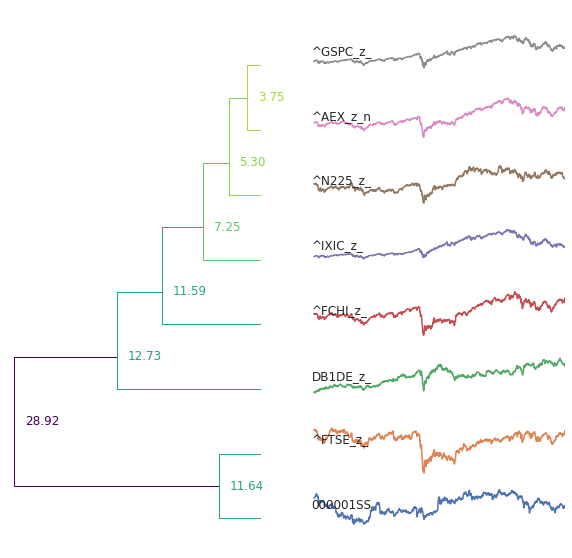 ^GSPC_z_
3.75
^AEX_z_n
5.30
^N225_z_
7.25
^IXIC_z_
11.59
^FCHI_z_
12.73
DB1DE_z_
28.92
^FTSE_z_
11.64
000001SS_